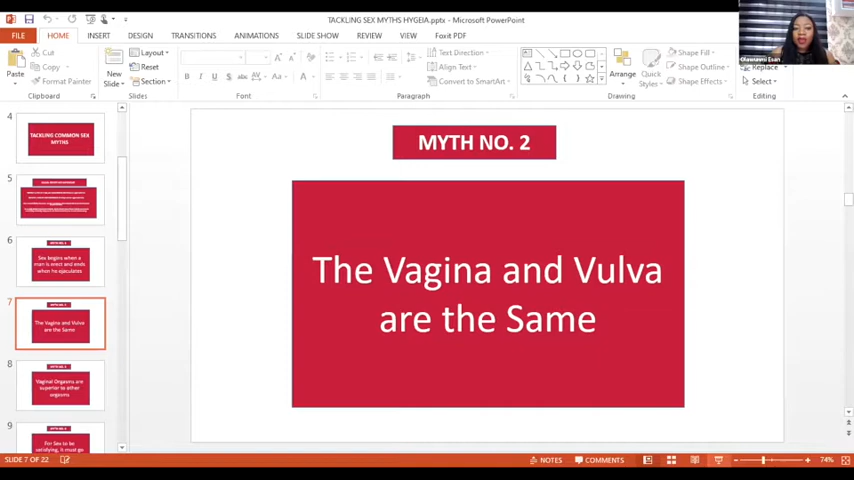 TACKLING SEX MYTHS HYGEIA.pptx - Microsoft PowerPoint
FILE
HOME
INSERT
DESIGN
TRANSITIONS
ANIMATIONS
SLIDE SHOW
REVIEW
VIEW
Foxit PDF
Paste
Cut
Copy
Format Painter
Clipboard
New
Slide
Layout
Reset
Section
Slides
B I U S abc
Font
Text Direction
Align Text
Convert to SmartArt
Paragraph
Arrange
Quick
Styles
Shape Fill
Shape Outline
Shape Effects
Drawing
Replace
Select
Editing
4
TACKLING COMMON SEX
MYTHS
5
6
Sex begins when a
man is erect and ends
when he ejaculates
7
The Vagina and Vulva
are the Same
8
Vaginal Orgasms are
superior to other
orgasms
9
For Sex to be
satisfying, it must go
MYTH NO. 2
The Vagina and Vulva
are the Same
SLIDE 7 OF 22
NOTES
COMMENTS
74%